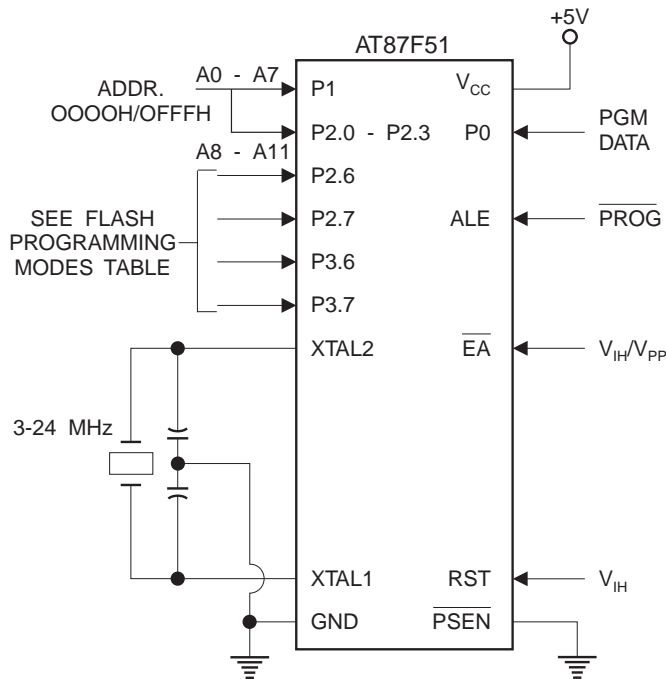 +5V
AT87F51
A0 - A7
ADDR.
OOOOH/OFFFH
P1
VCC
P2.0 - P2.3
P0
PGM
DATA
A8 - A11
P2.6
SEE FLASH
PROGRAMMING
MODES TABLE
P2.7
ALE
PROG
P3.6
P3.7
XTAL2
EA
VIH/VPP
3-24 MHz
XTAL1
RST
VIH
GND
PSEN